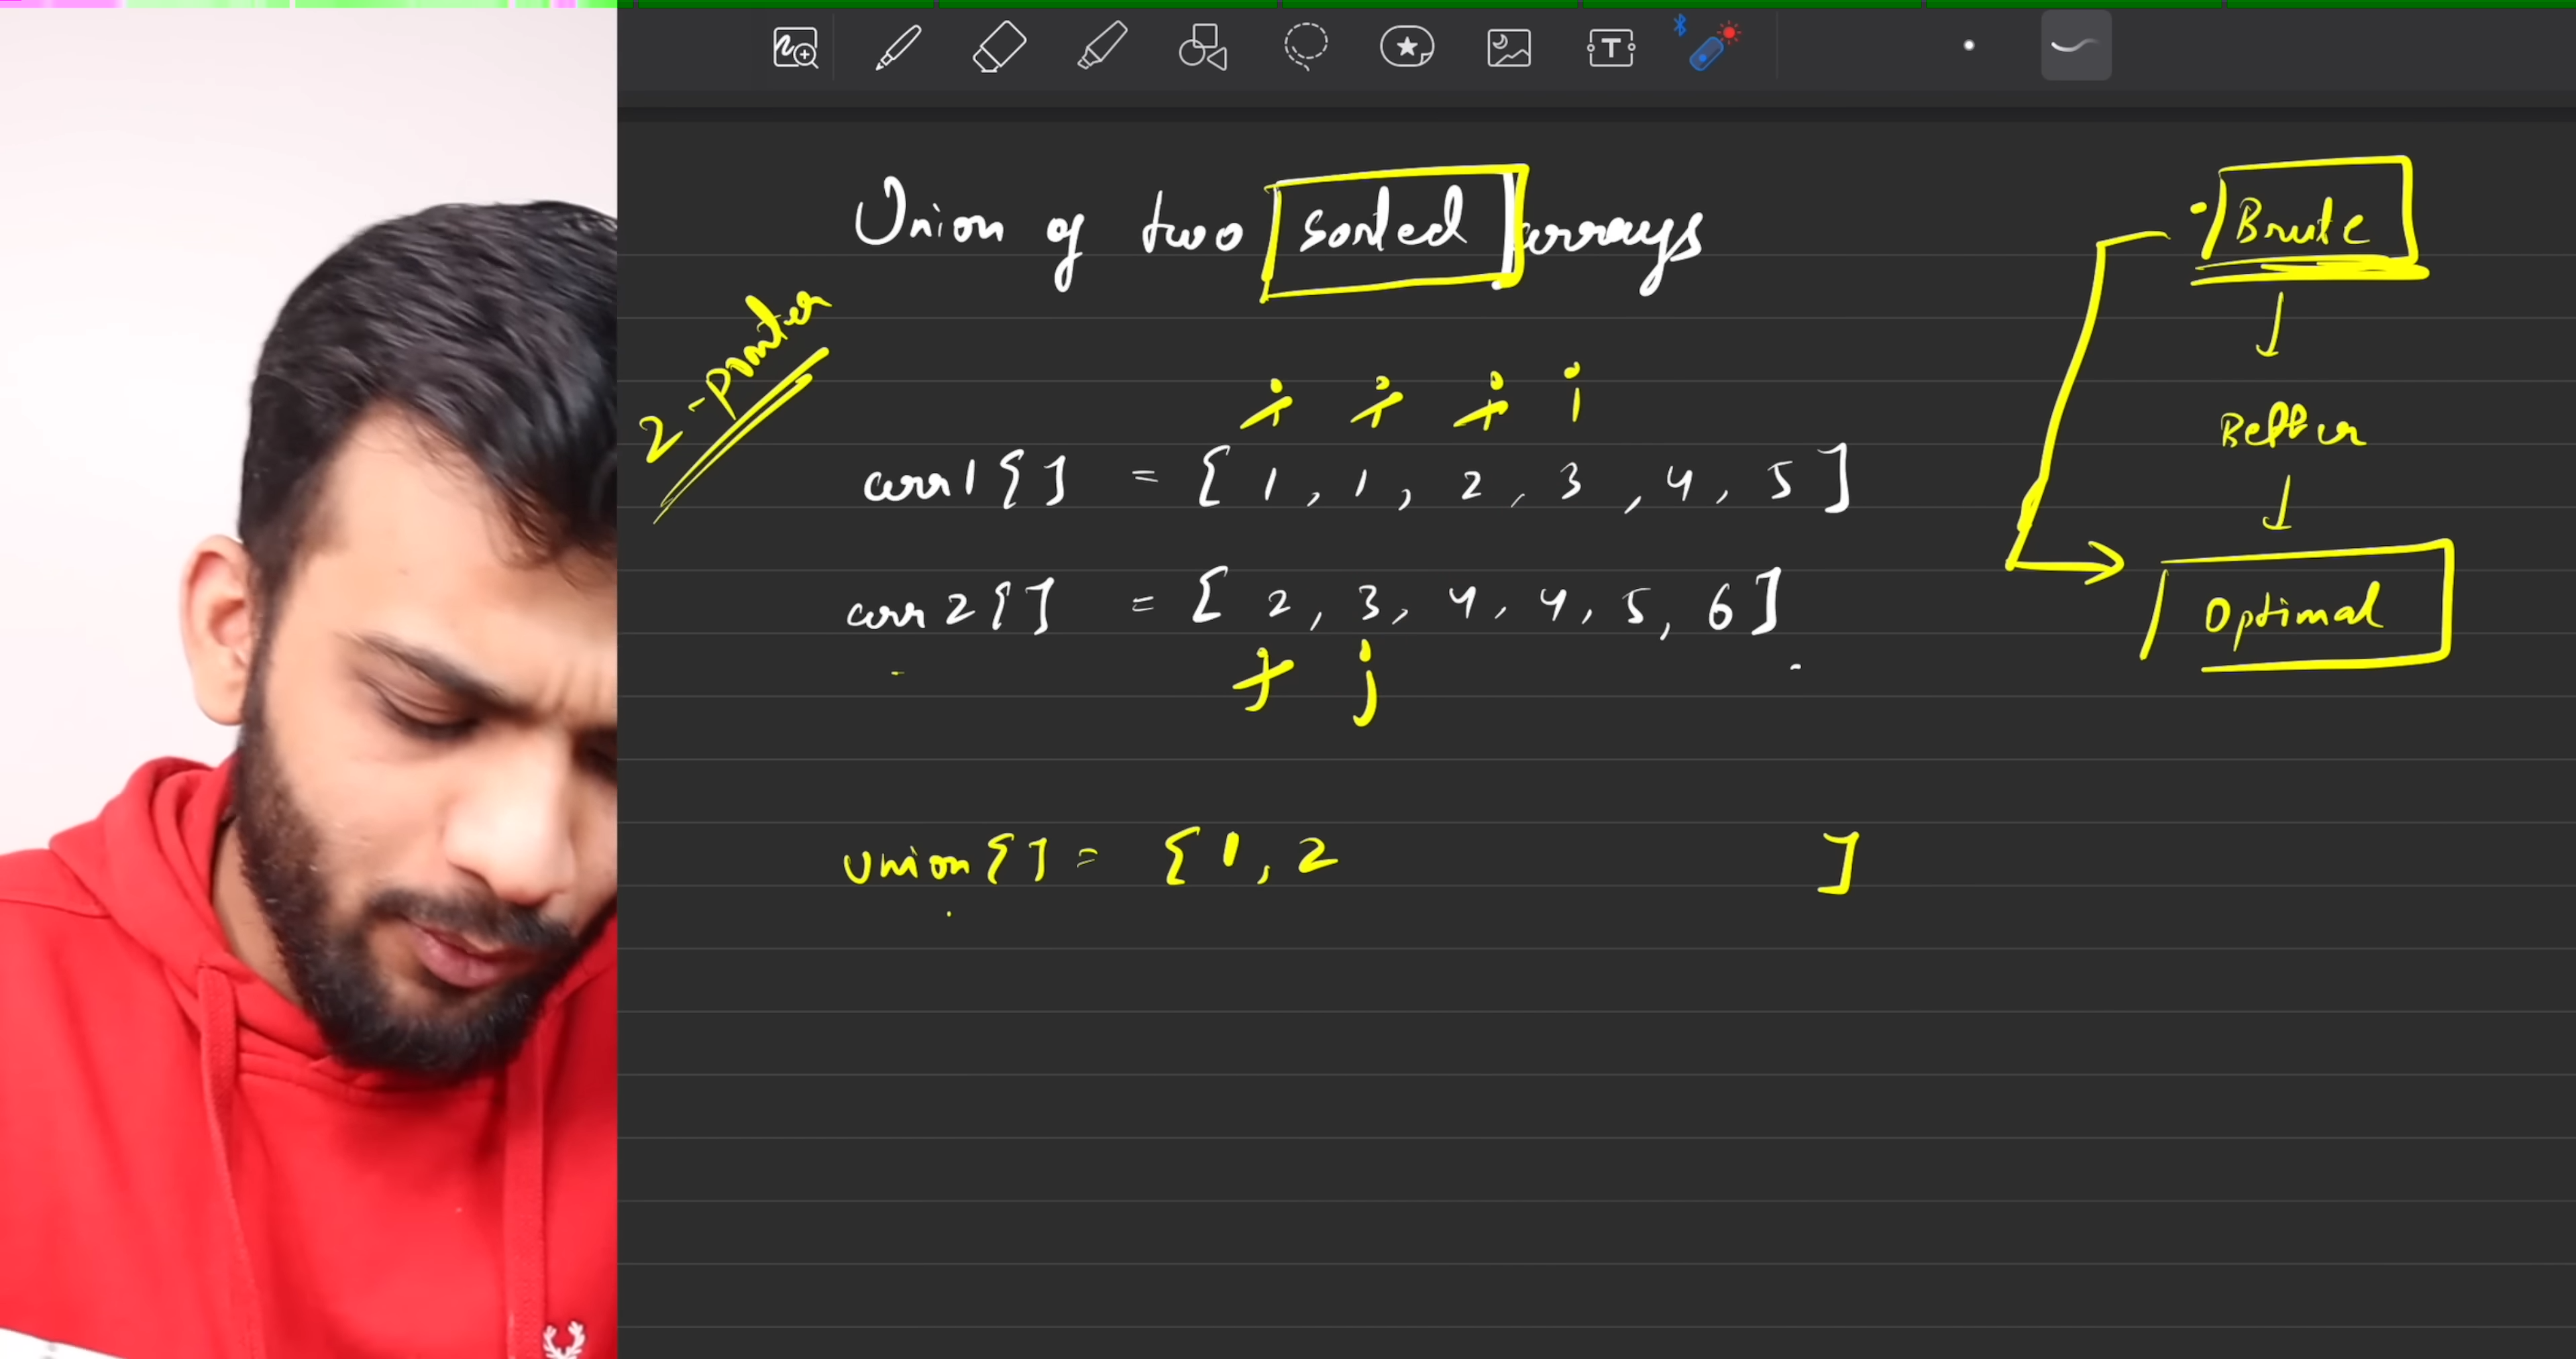 Union of two sorted arrays
Brute
2-pointer
Better
i i i i
arr1[] = [1, 1, 2, 3, 4, 5]
arr2[] = [2, 3, 4, 4, 5, 6]
Optimal
j j
union[] = [1, 2 ]